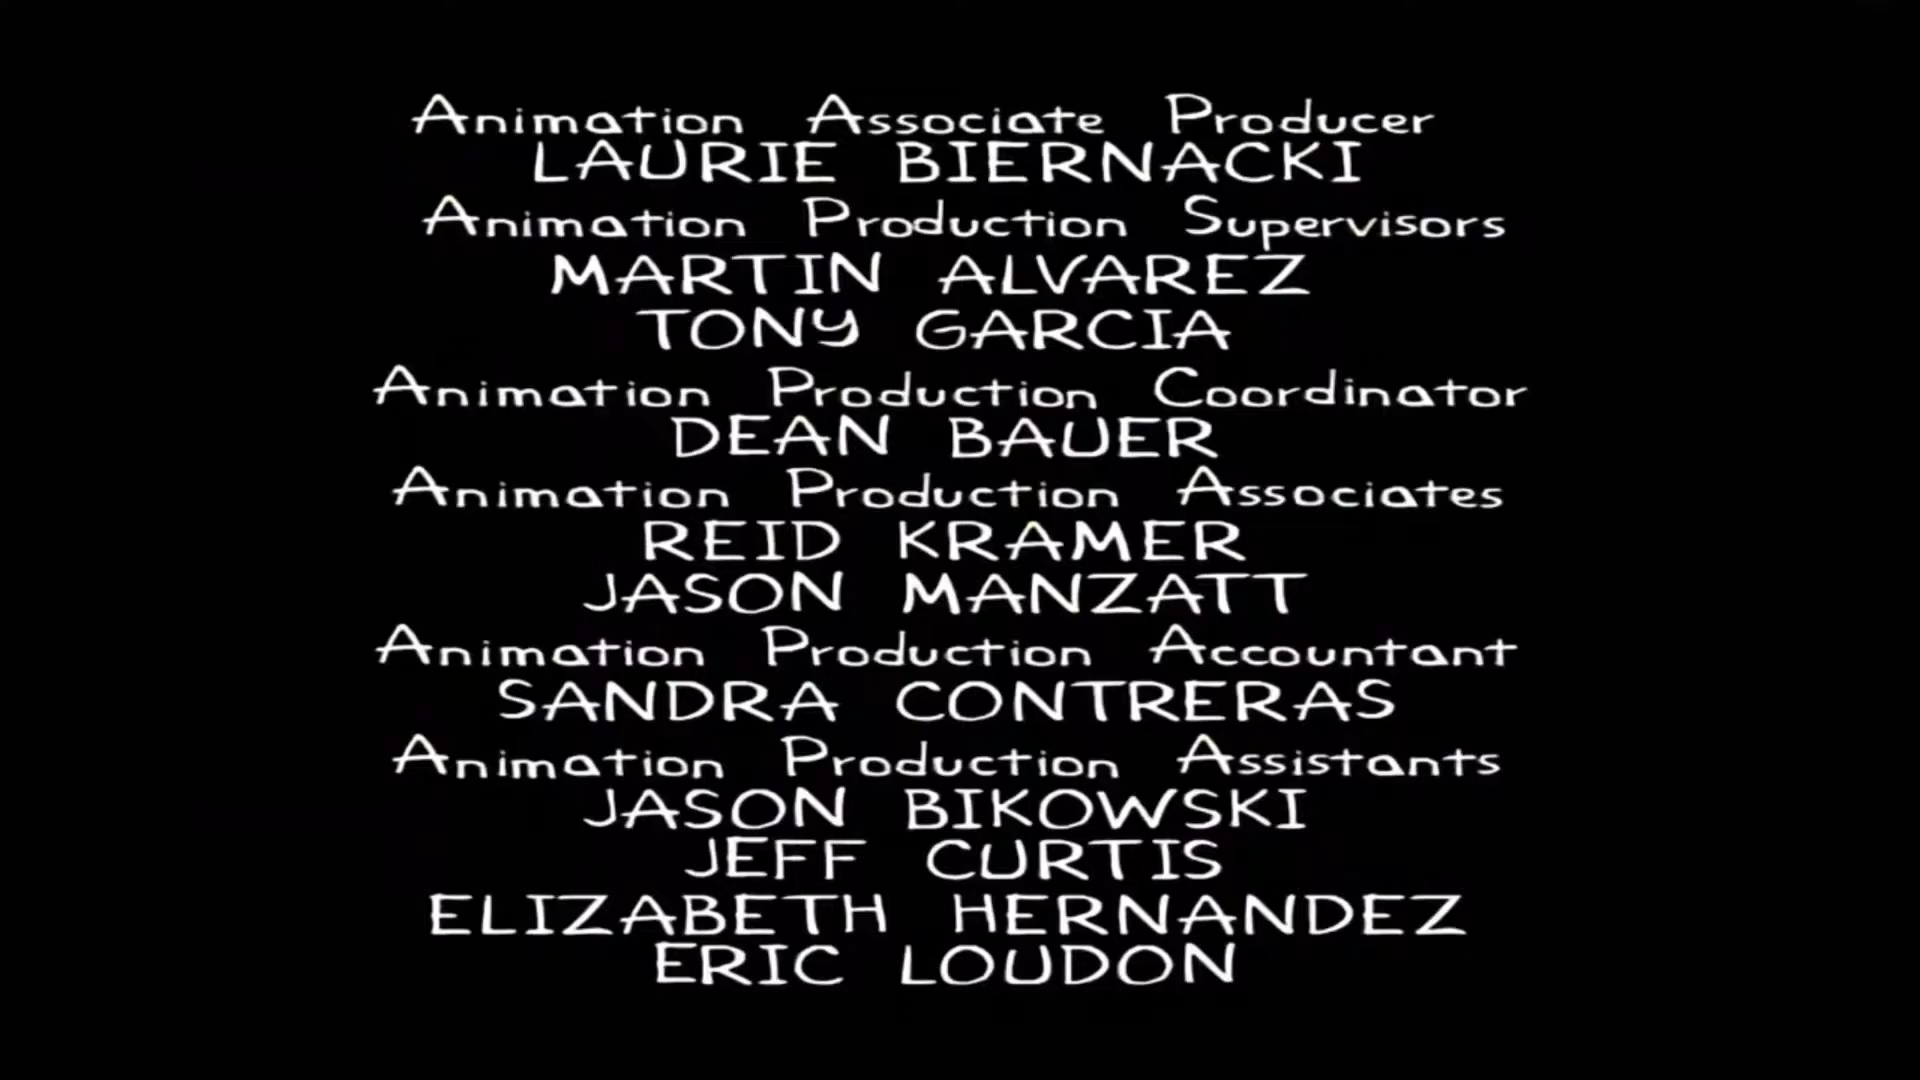 Animation Associate Producer
LAURIE BIERNACKI
Animation Production Supervisors
MARTIN ALVAREZ
TONY GARCIA
Animation Production Coordinator
DEAN BAUER
Animation Production Associates
REID KRAMER
JASON MANZATT
Animation Production Accountant
SANDRA CONTRERAS
Animation Production Assistants
JASON BIKOWSKI
JEFF CURTIS
ELIZABETH HERNANDEZ
ERIC LOUDON